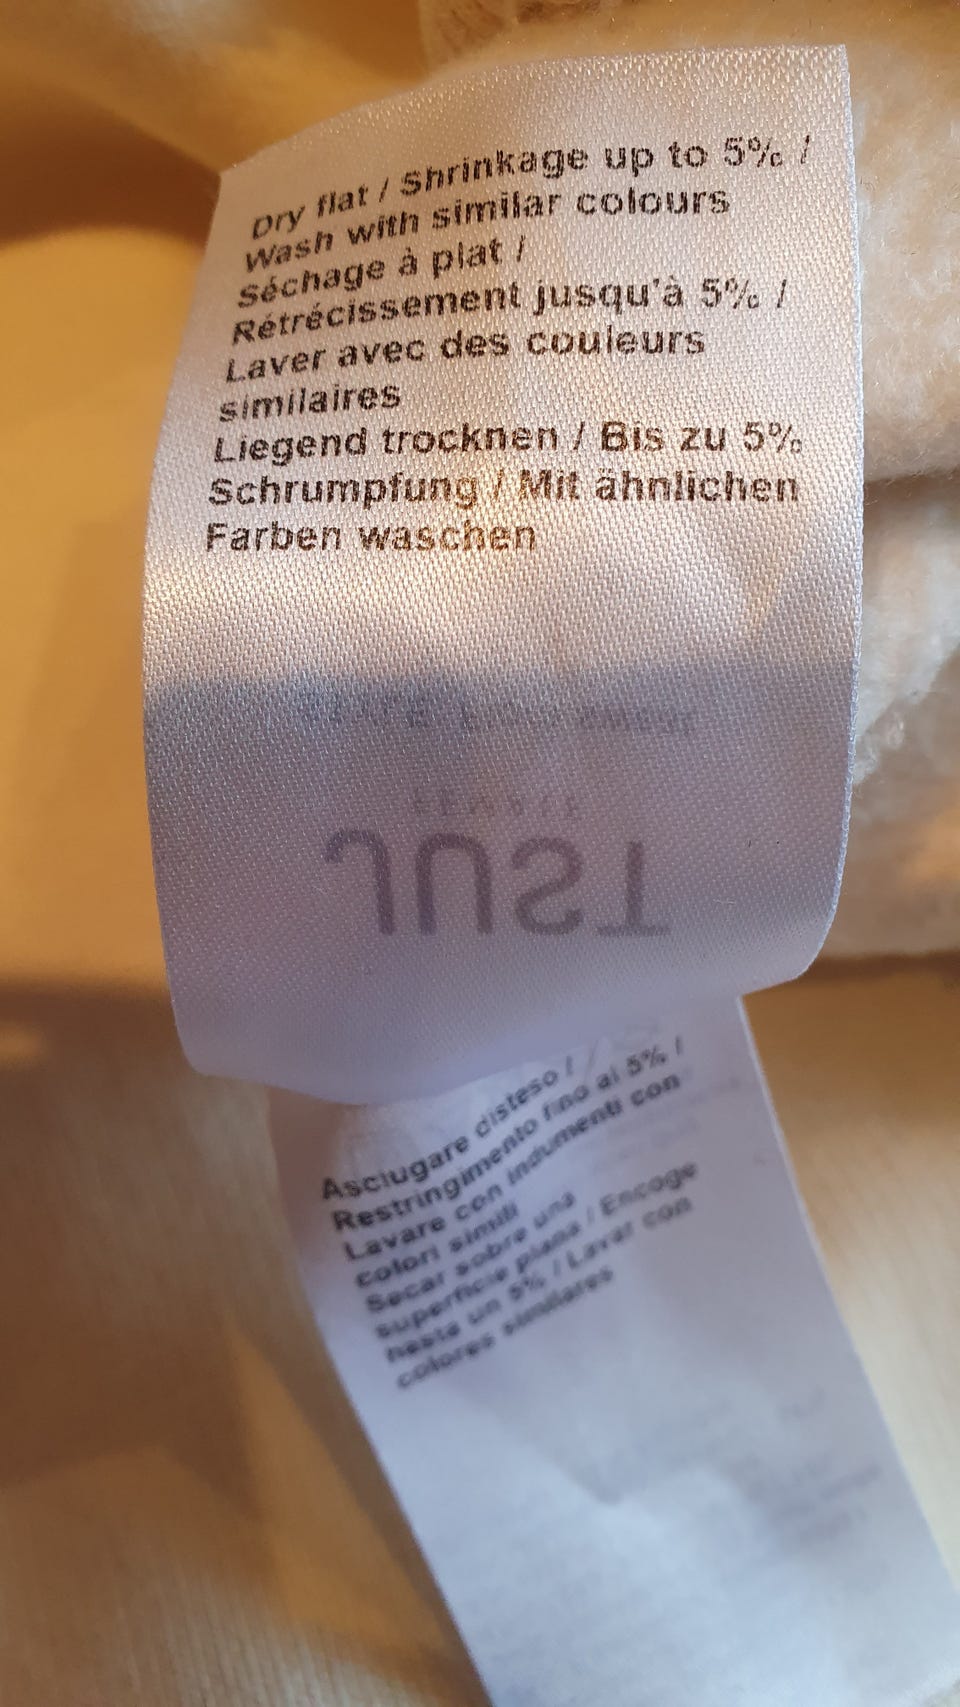 Dry flat / Shrinkage up to 5% /
Wash with similar colours
Séchage à plat /
Rétrécissement jusqu'à 5% /
Laver avec des couleurs
similaires
Liegend trocknen / Bis zu 5%
Schrumpfung / Mit ähnlichen
Farben waschen
FEMALE
JUST
Asciugare disteso /
Restringimento fino al 5% /
Lavare con indumenti con
colori simili
Secar sobre una
superficie plana / Encoge
hasta un 5% / Lavar con
colores similares